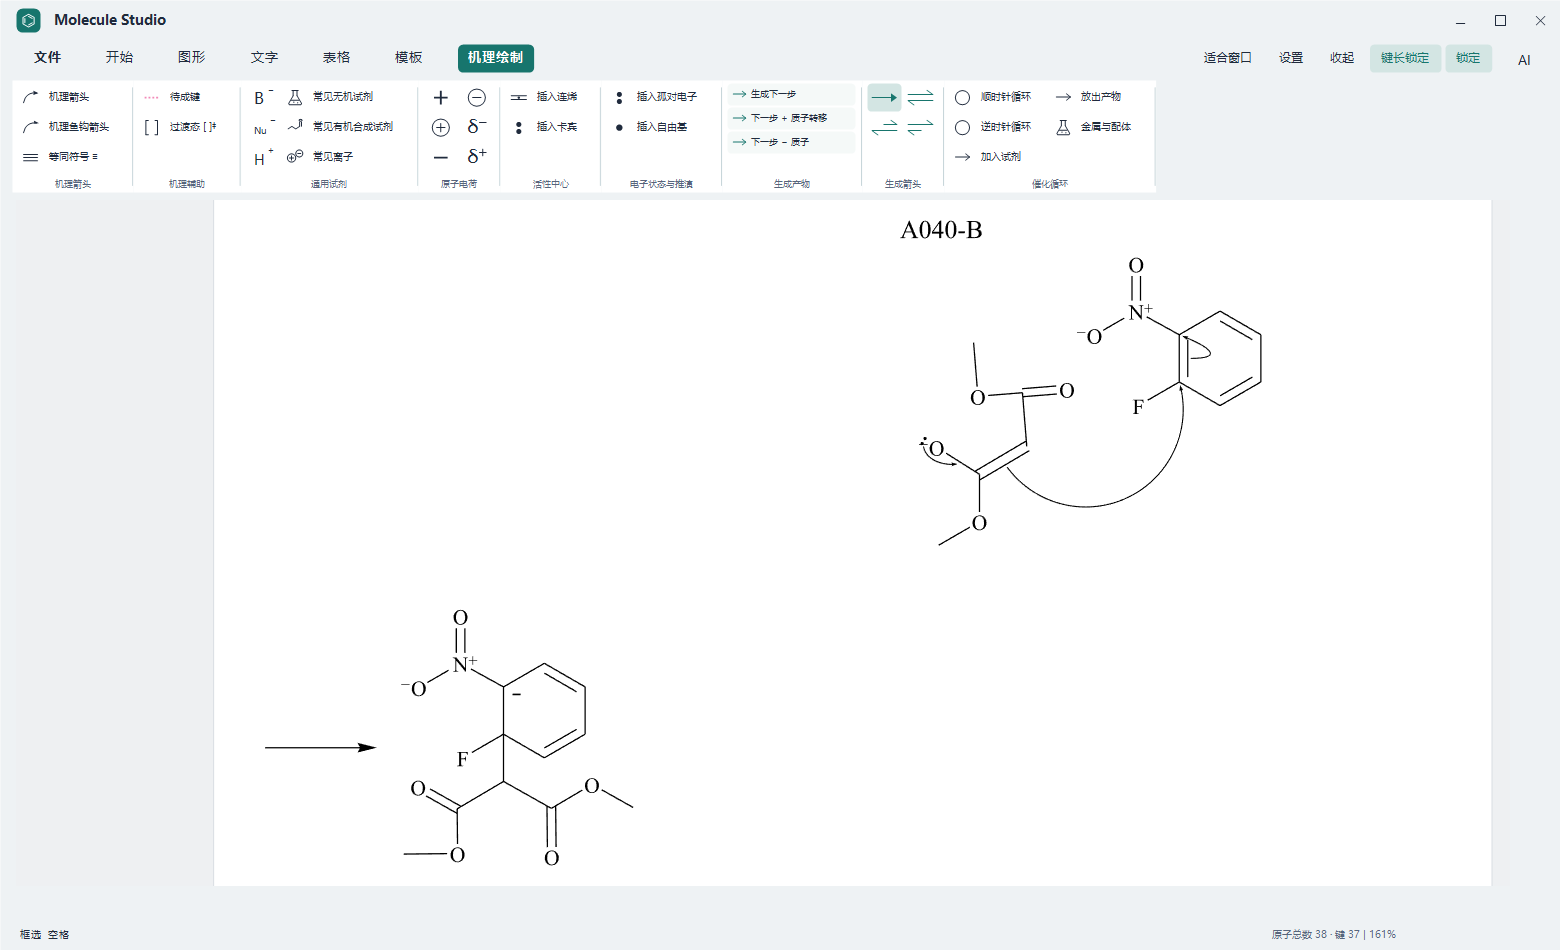 Molecule Studio
文件 开始 图形 文字 表格 模板 机理绘制 适合窗口 设置 收起 键长锁定 锁定 AI
机理箭头 待成键 B⁻ 常见无机试剂 + ⊖ 插入连烯 插入孤对电子 生成下一步 顺时针循环 放出产物
机理鱼钩箭头 [ ] 过渡态 [ ]‡ Nu⁻ 常见有机合成试剂 ⊕ δ⁻ 插入卡宾 插入自由基 下一步 + 质子转移 逆时针循环 金属与配体
等同符号 ≡ H⁺ 常见离子 − δ⁺ 下一步 − 质子 加入试剂
机理箭头 机理辅助 通用试剂 原子电荷 活性中心 电子状态与推演 生成产物 生成箭头 催化循环
A040-B
O
N⁺
⁻O
O
O
F
O
O
O
N⁺
⁻O
−
F
O
O
O
O
框选 空格
原子总数 38 · 键 37 | 161%